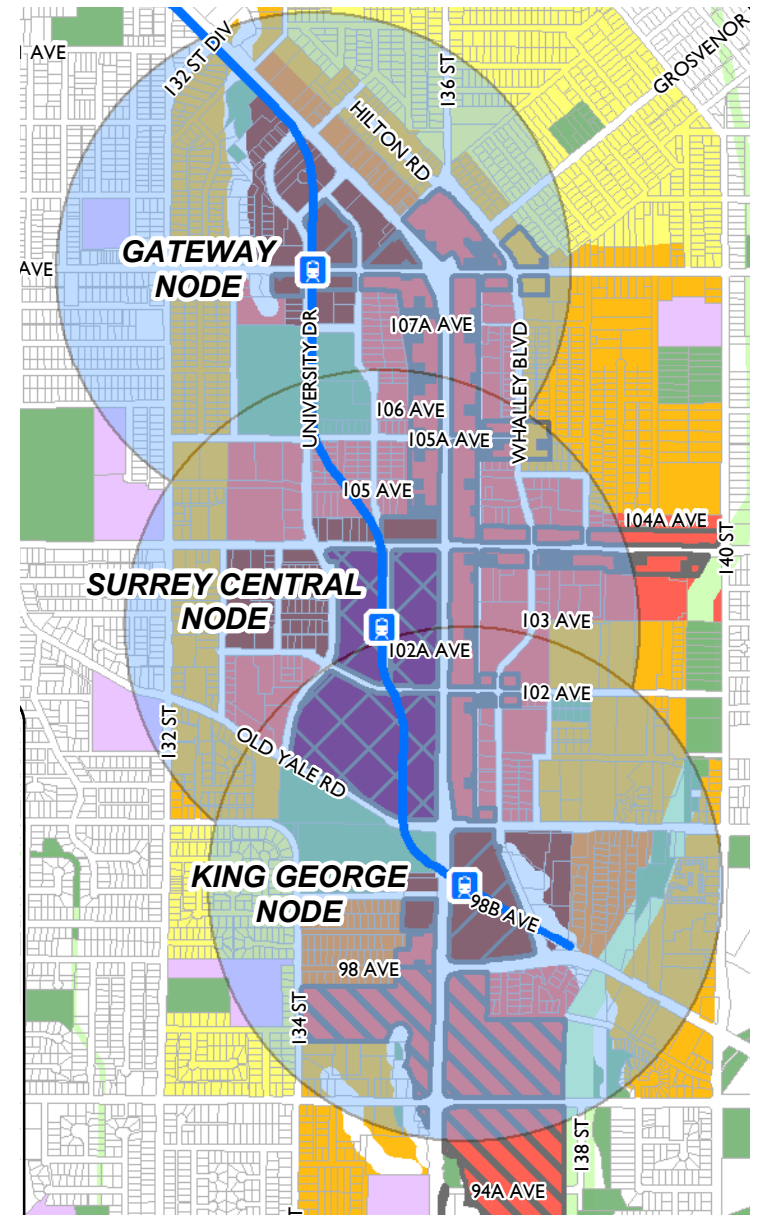 I AVE
132 ST DIV
136 ST
GROSVENOR
HILTON RD
GATEWAY
NODE
AVE
107A AVE
UNIVERSITY DR
WHALLEY BLVD
106 AVE
105A AVE
105 AVE
104A AVE
140 ST
SURREY CENTRAL
NODE
103 AVE
102A AVE
102 AVE
132 ST
OLD YALE RD
KING GEORGE
NODE
98B AVE
98 AVE
134 ST
138 ST
94A AVE
T